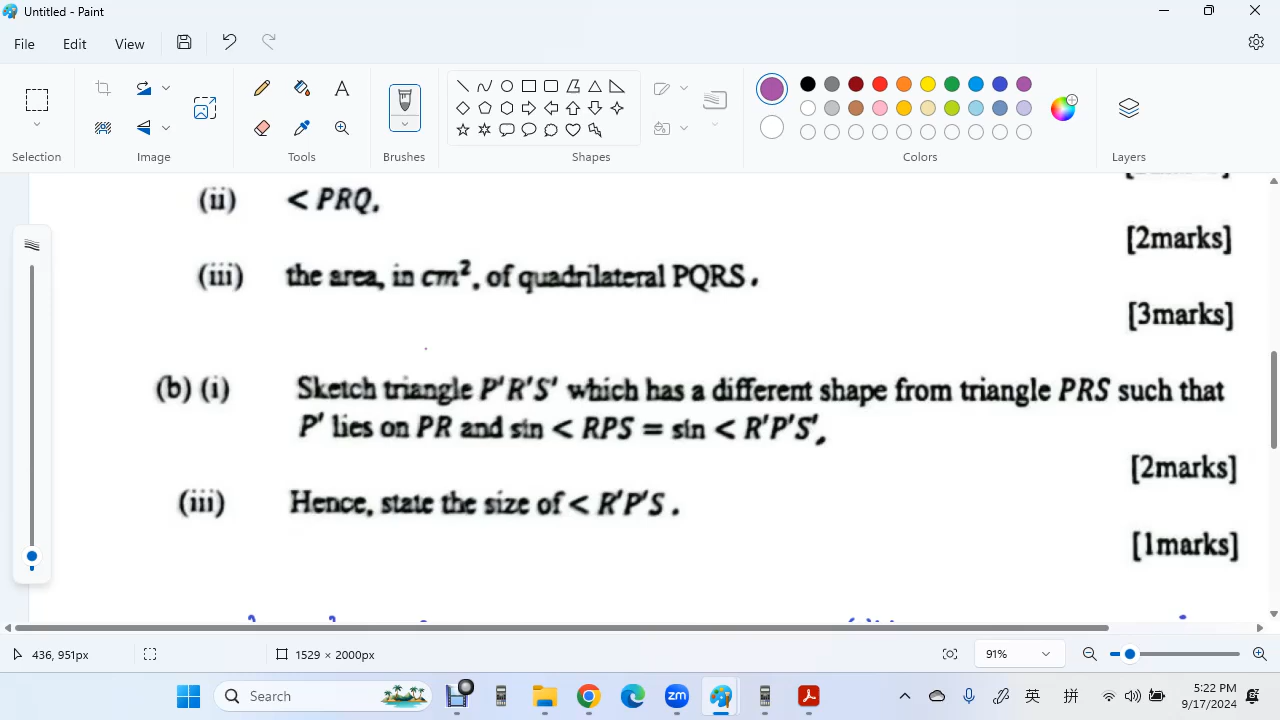 Untitled - Paint
File Edit View
Selection Image Tools Brushes Shapes Colors Layers
(ii) < PRQ.
[2marks]
(iii) the area, in cm², of quadrilateral PQRS.
[3marks]
(b) (i) Sketch triangle P'R'S' which has a different shape from triangle PRS such that
P' lies on PR and sin < RPS = sin < R'P'S',
[2marks]
(iii) Hence, state the size of < R'P'S.
[1marks]
436, 951px 1529 × 2000px 91%
Search zm 英 拼 5:22 PM
9/17/2024